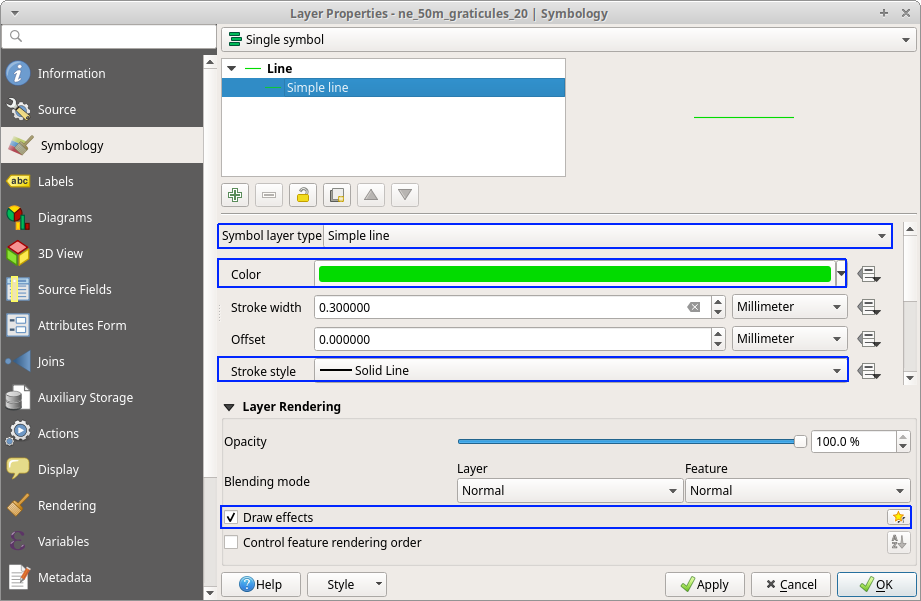 Layer Properties - ne_50m_graticules_20 | Symbology
Information
Source
Symbology
abc Labels
Diagrams
3D View
Source Fields
Attributes Form
Joins
Auxiliary Storage
Actions
Display
Rendering
Variables
Metadata
Single symbol
Line
Simple line
Symbol layer type Simple line
Color
Stroke width 0.300000 Millimeter
Offset 0.000000 Millimeter
Stroke style Solid Line
Layer Rendering
Opacity 100.0 %
Layer Feature
Blending mode
Normal Normal
Draw effects
Control feature rendering order
Help Style Apply Cancel OK